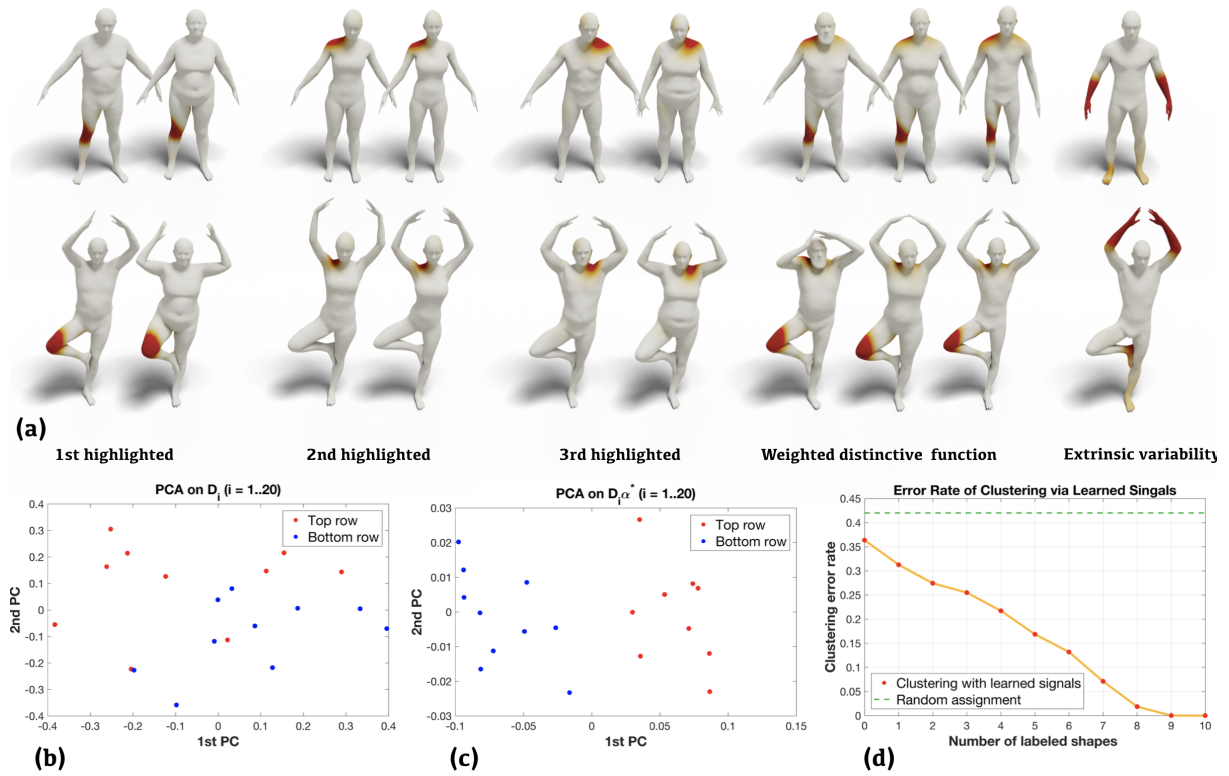 (a)
1st highlighted
2nd highlighted
3rd highlighted
Weighted distinctive function
Extrinsic variability
PCA on Dᵢ (i = 1..20)
0.4
0.3
0.2
0.1
0
-0.1
-0.2
-0.3
-0.4
2nd PC
Top row
Bottom row
-0.4
-0.2
-0.1
0
0.1
0.2
0.3
0.4
1st PC
(b)
PCA on Dᵢα* (i = 1..20)
0.03
0.02
0.01
0
-0.01
-0.02
-0.03
2nd PC
Top row
Bottom row
-0.1
0
0.05
0.1
0.15
1st PC
(c)
Error Rate of Clustering via Learned Singals
0.45
0.4
0.35
0.3
0.25
0.2
0.15
0.1
0.05
0
Clustering error rate
Clustering with learned signals
Random assignment
0
1
2
3
4
5
6
7
8
9
10
Number of labeled shapes
(d)